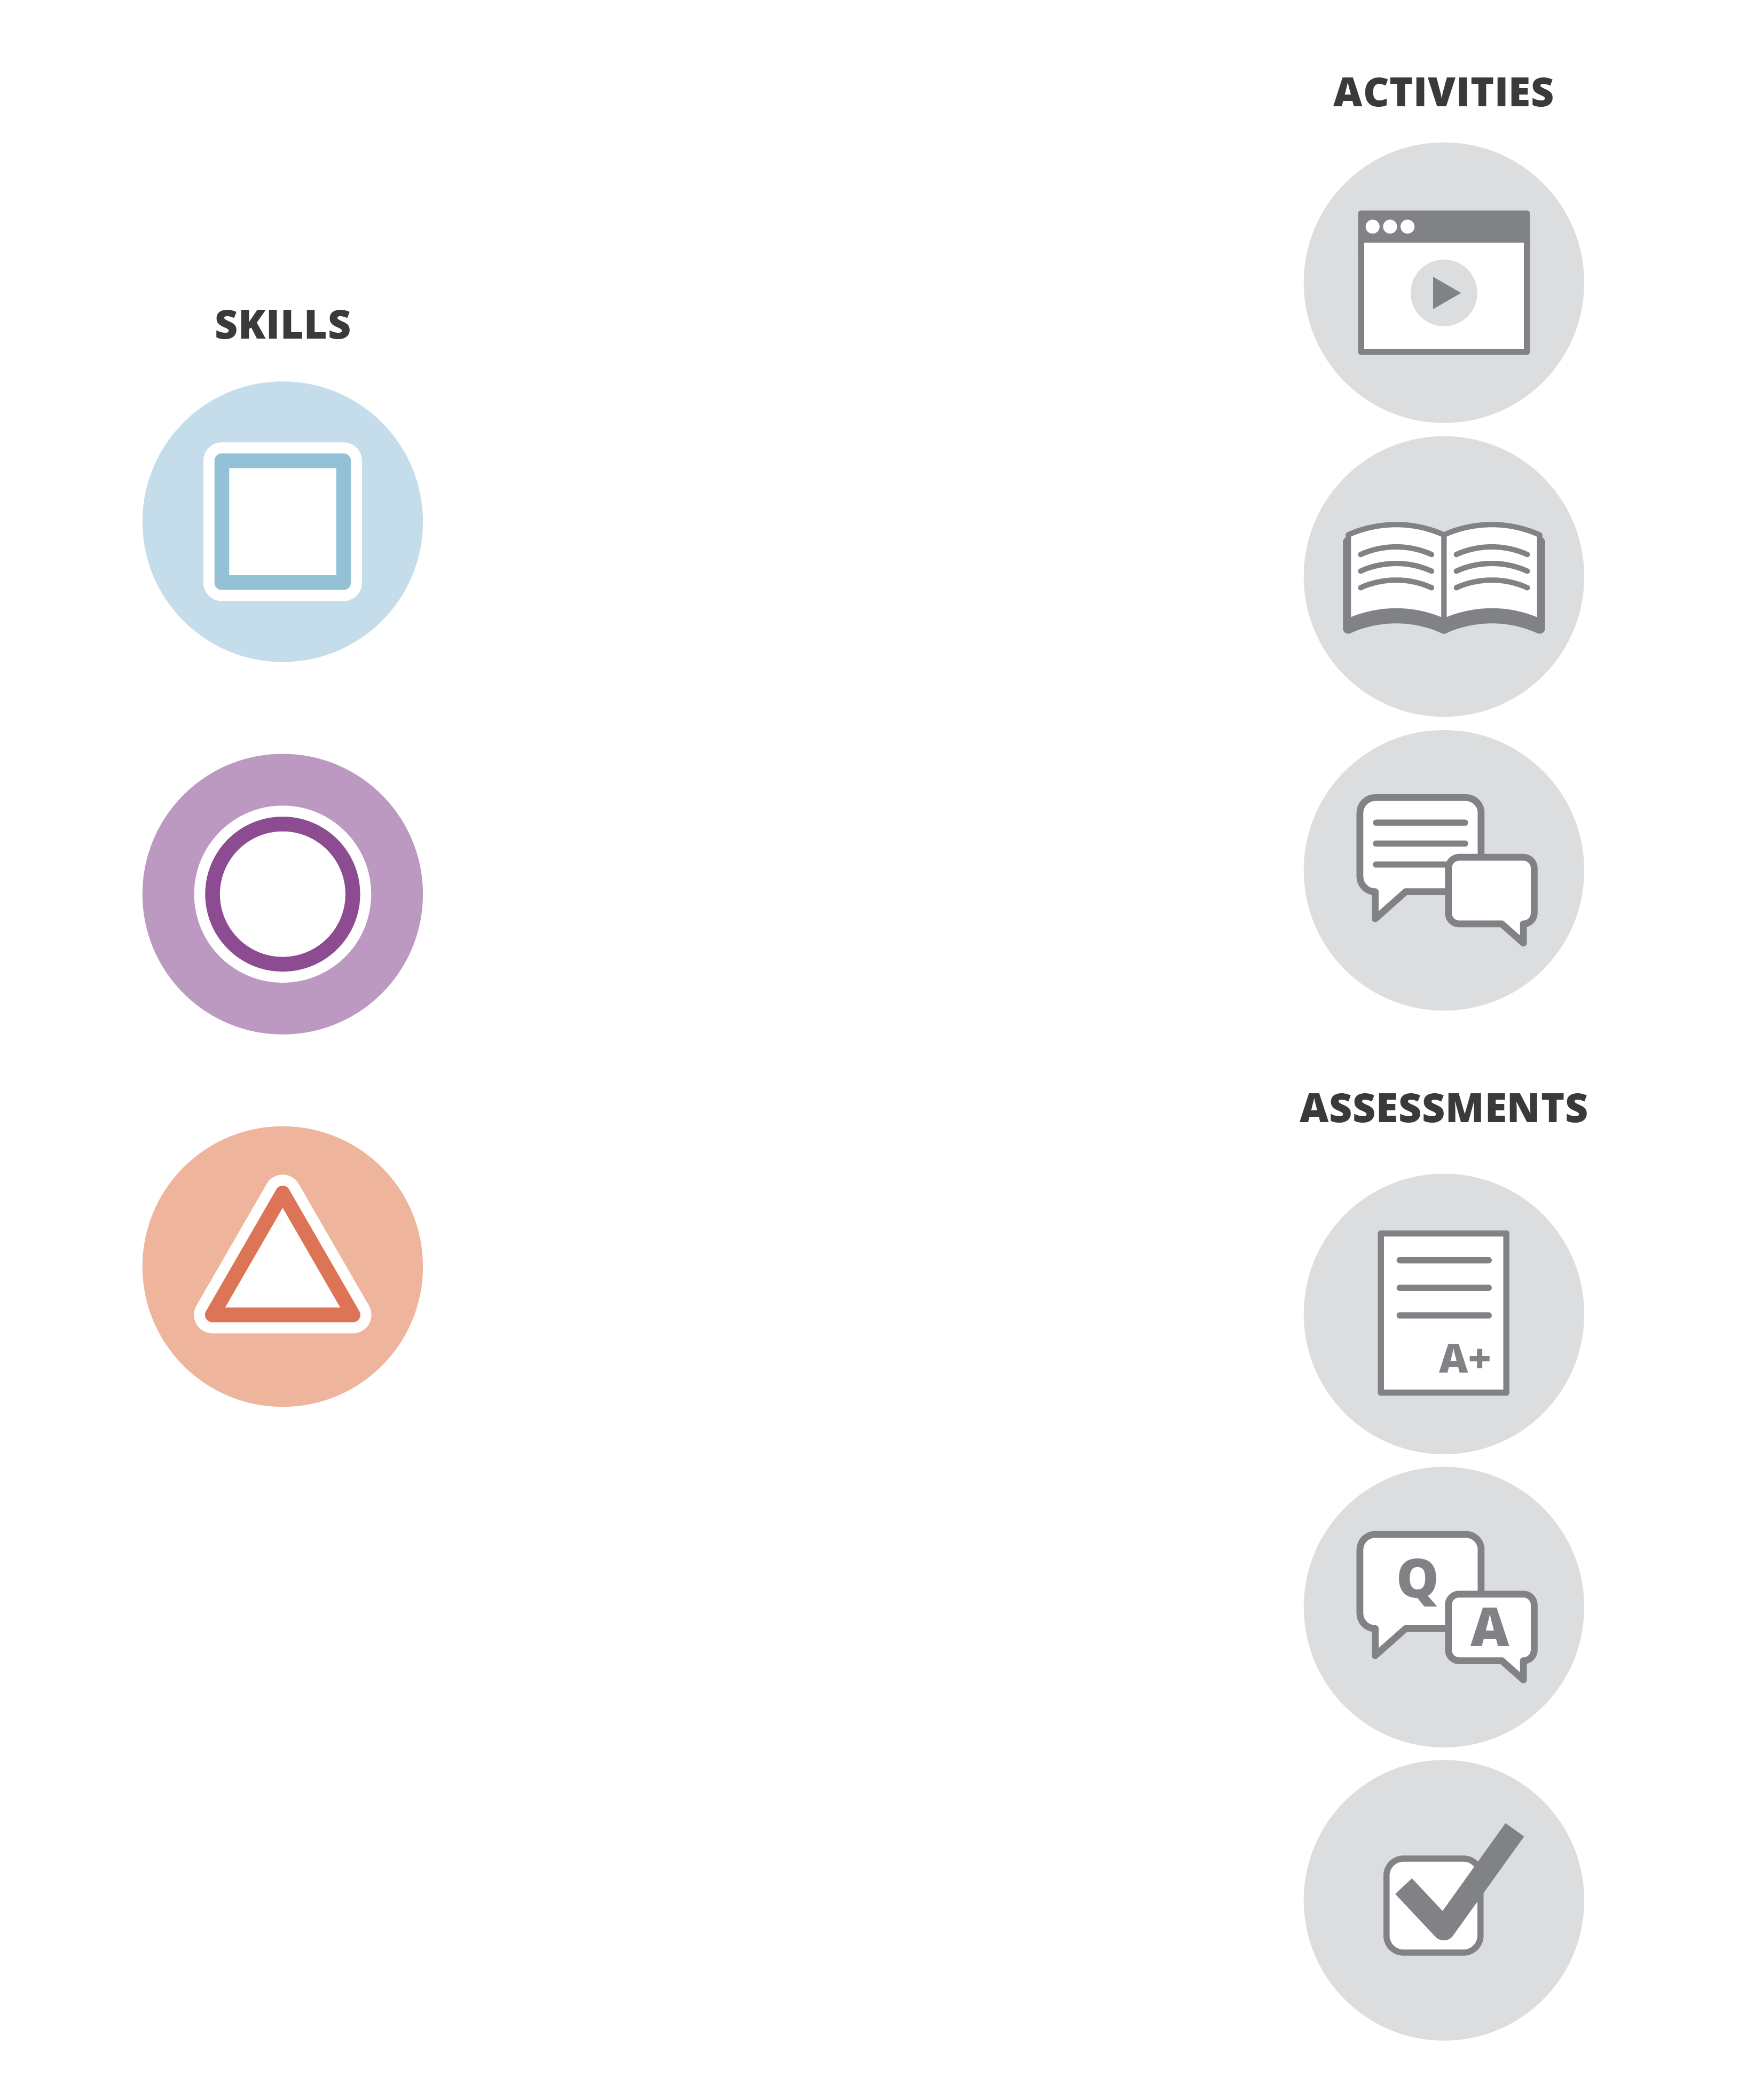 ACTIVITIES
SKILLS
ASSESSMENTS
A+
Q
A